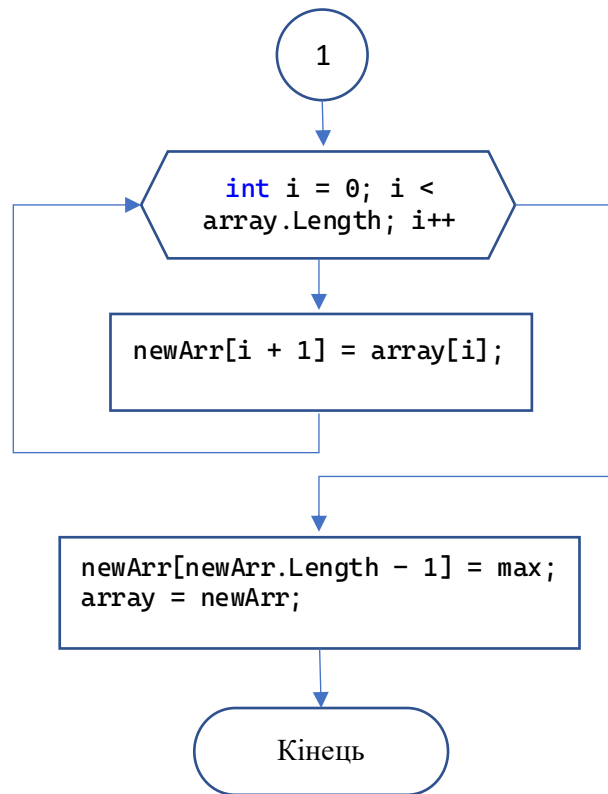 1
int i = 0; i <
array.Length; i++
newArr[i + 1] = array[i];
newArr[newArr.Length - 1] = max;
array = newArr;
Кінець